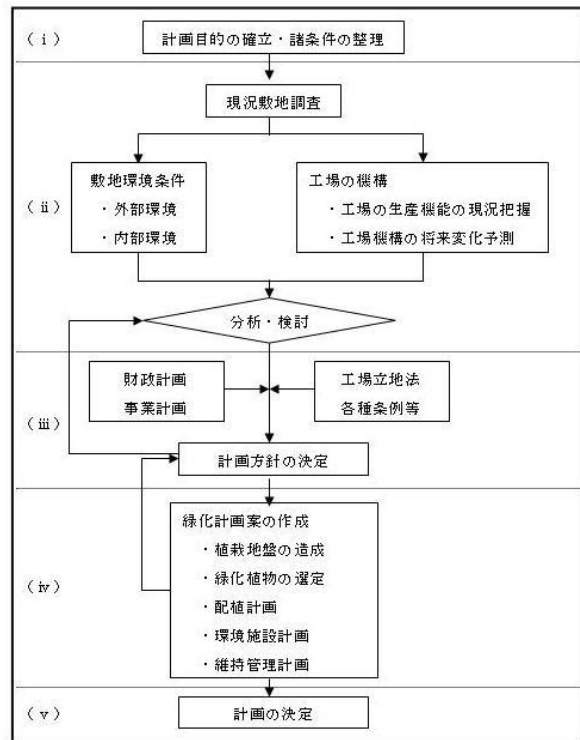 （ⅰ）
計画目的の確立・諸条件の整理
現況敷地調査
（ⅱ）
敷地環境条件
・外部環境
・内部環境
工場の機構
・工場の生産機能の現況把握
・工場機構の将来変化予測
分析・検討
（ⅲ）
財政計画
事業計画
工場立地法
各種条例等
計画方針の決定
（ⅳ）
緑化計画案の作成
・植栽地盤の造成
・緑化植物の選定
・配植計画
・環境施設計画
・維持管理計画
（ⅴ）
計画の決定